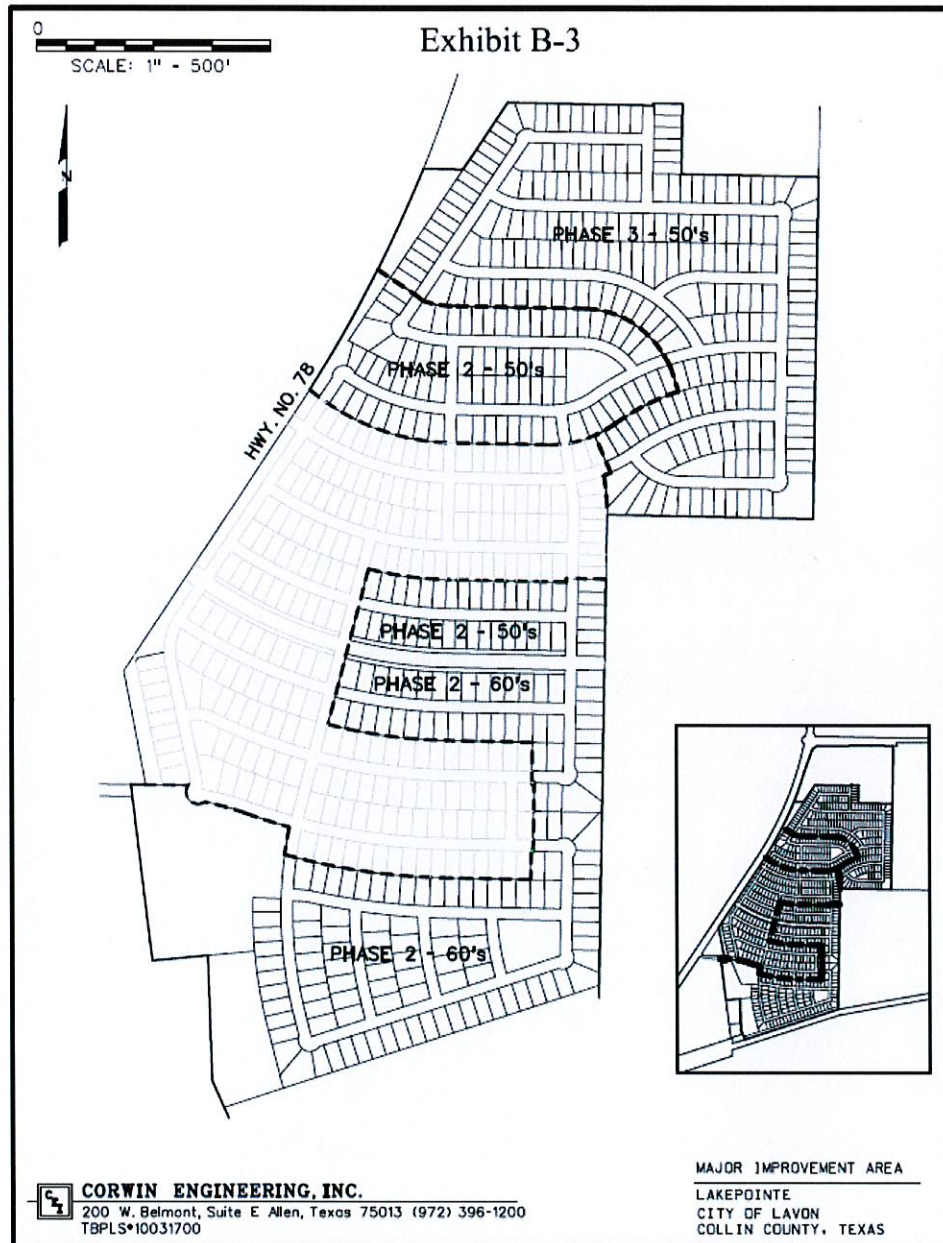 0
Exhibit B-3
SCALE: 1" - 500'
N
PHASE 3 - 50's
PHASE 2 - 50's
HWY. NO. 78
PHASE 2 - 50's
PHASE 2 - 60's
PHASE 2 - 60's
CEI
CORWIN ENGINEERING, INC.
200 W. Belmont, Suite E Allen, Texas 75013 (972) 396-1200
TBPLS#10031700
MAJOR IMPROVEMENT AREA
LAKEPOINTE
CITY OF LAVON
COLLIN COUNTY, TEXAS